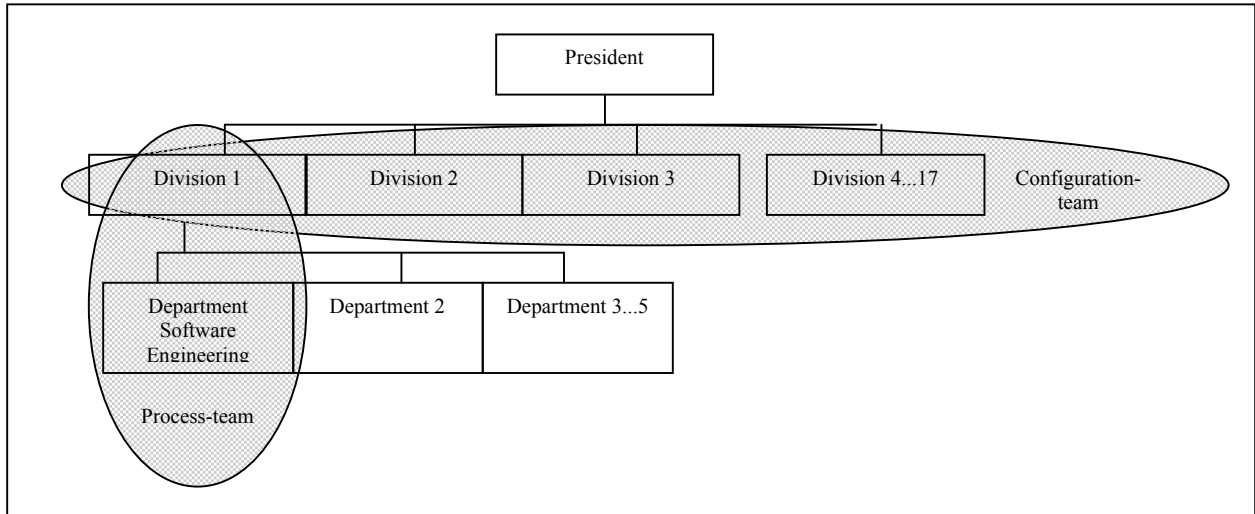 President
Division 1
Division 2
Division 3
Division 4...17
Configuration-
team
Department
Software
Engineering
Department 2
Department 3...5
Process-team